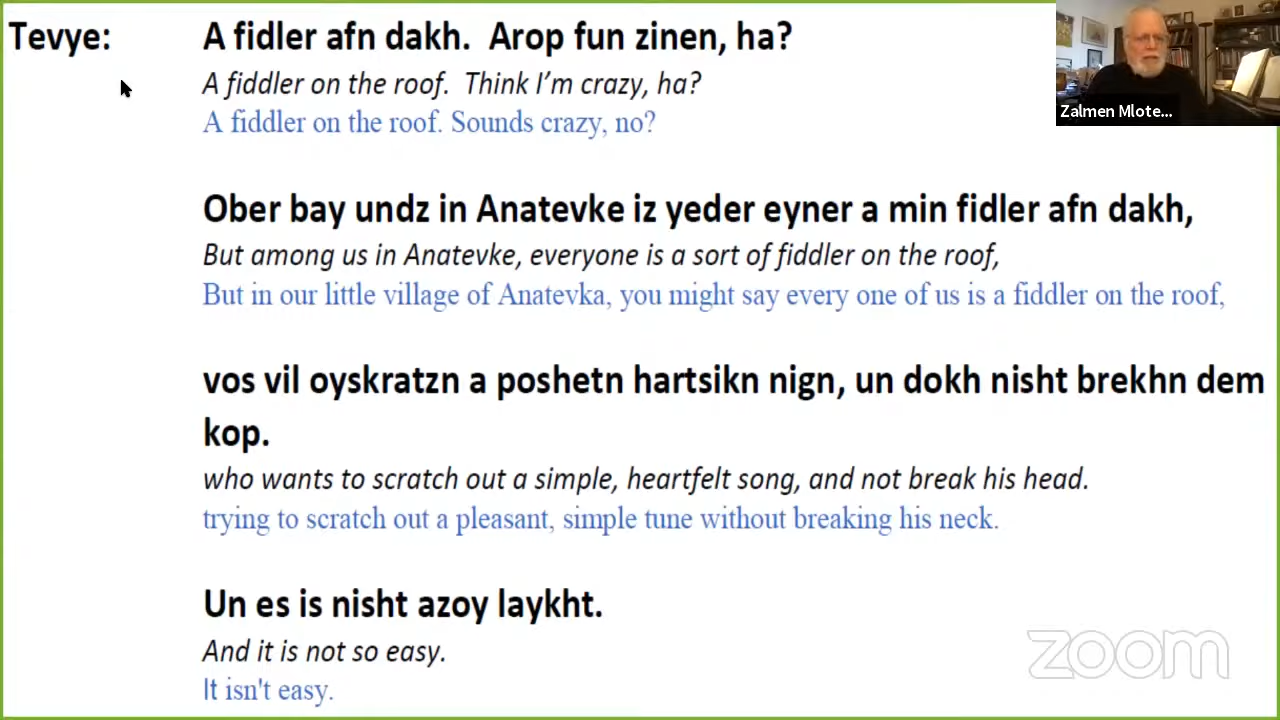 Tevye: A fidler afn dakh. Arop fun zinen, ha?
A fiddler on the roof. Think I'm crazy, ha?
A fiddler on the roof. Sounds crazy, no?
Ober bay undz in Anatevke iz yeder eyner a min fidler afn dakh,
But among us in Anatevke, everyone is a sort of fiddler on the roof,
But in our little village of Anatevka, you might say every one of us is a fiddler on the roof,
vos vil oyskratzn a poshetn hartsikn nign, un dokh nisht brekhn dem
kop.
who wants to scratch out a simple, heartfelt song, and not break his head.
trying to scratch out a pleasant, simple tune without breaking his neck.
Un es is nisht azoy laykht.
And it is not so easy.
It isn't easy.
Zalmen Mlote...
zoom